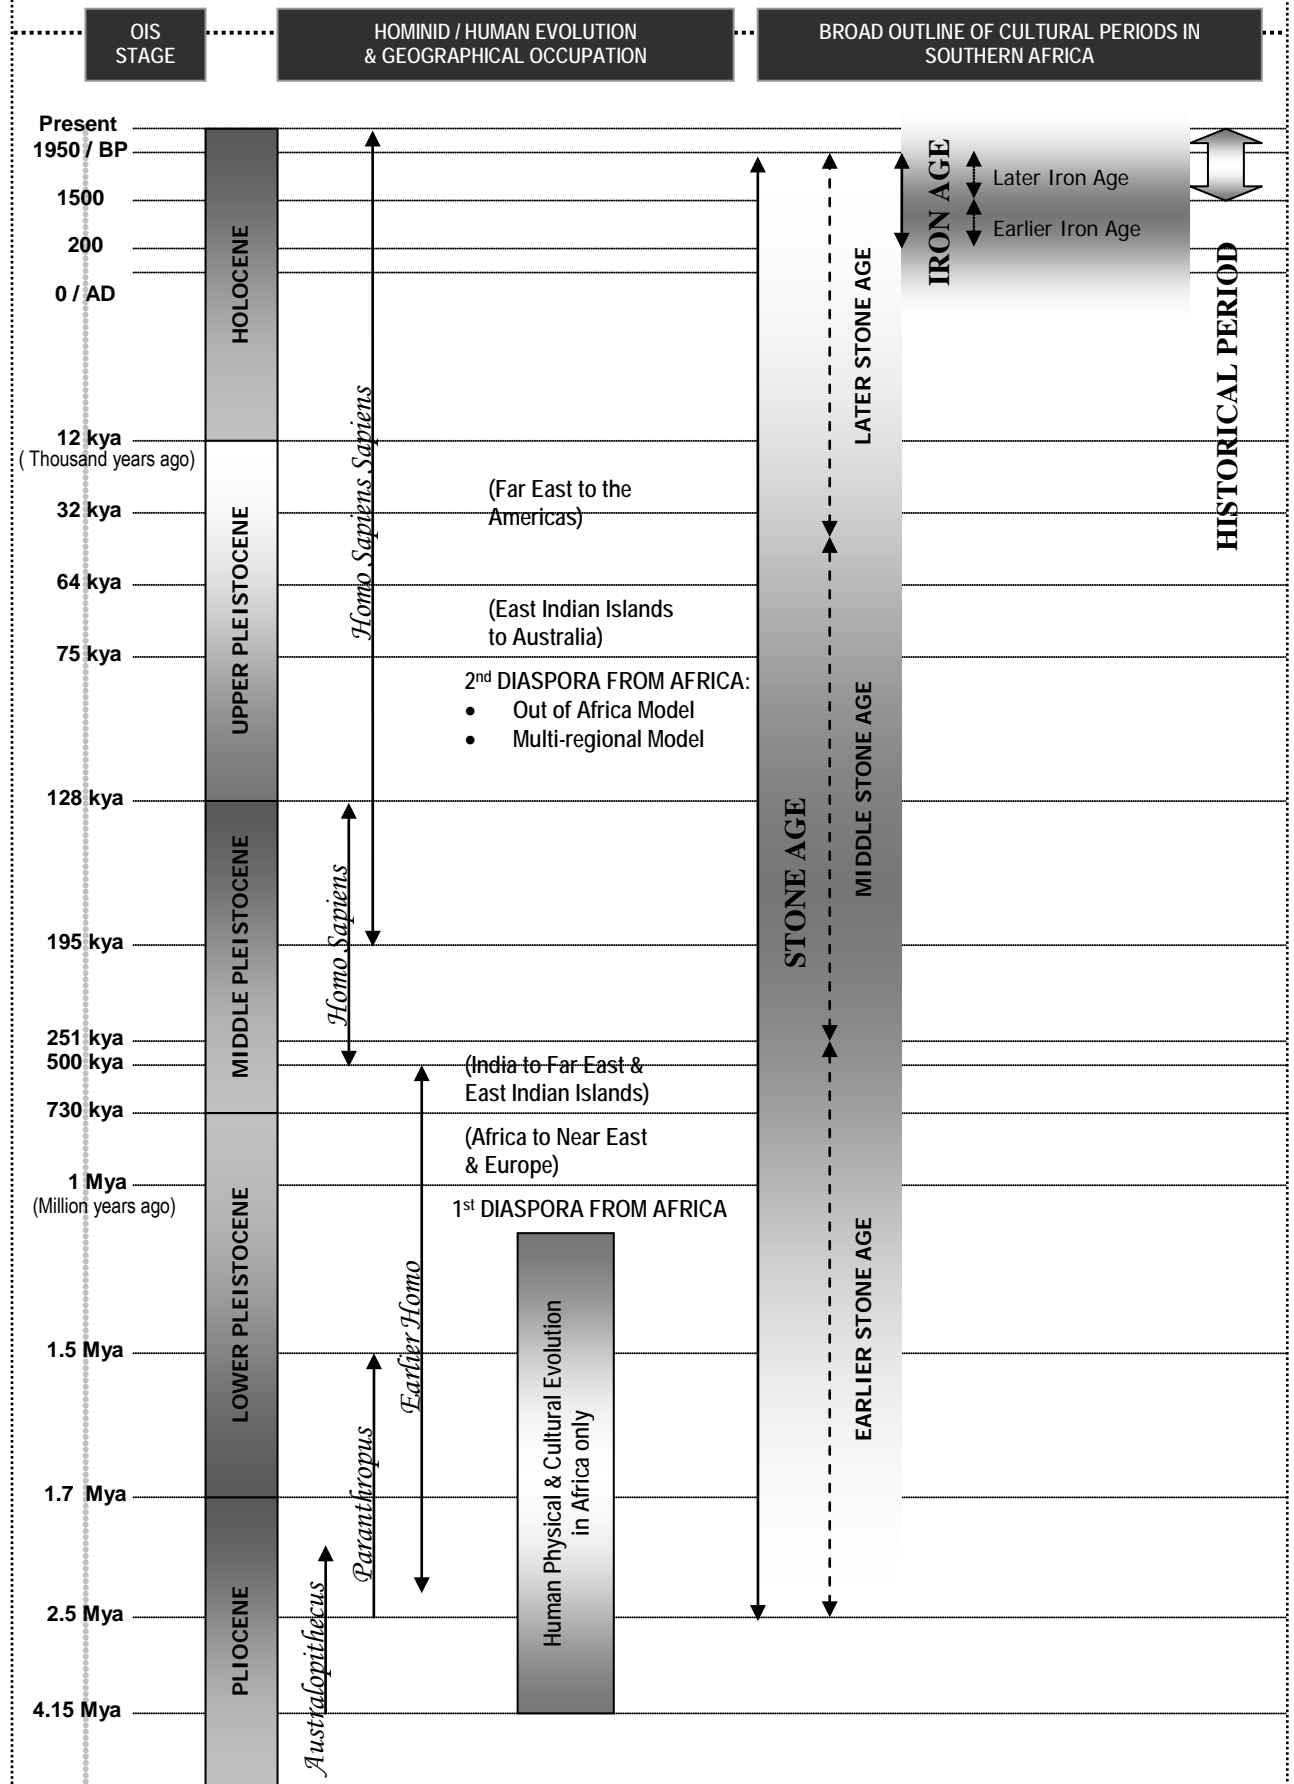 OIS
STAGE
HOMINID / HUMAN EVOLUTION
& GEOGRAPHICAL OCCUPATION
BROAD OUTLINE OF CULTURAL PERIODS IN
SOUTHERN AFRICA
Present
1950 / BP
1500
200
0 / AD
12 kya
( Thousand years ago)
32 kya
64 kya
75 kya
128 kya
195 kya
251 kya
500 kya
730 kya
1 Mya
(Million years ago)
1.5 Mya
1.7 Mya
2.5 Mya
4.15 Mya
HOLOCENE
UPPER PLEISTOCENE
MIDDLE PLEISTOCENE
LOWER PLEISTOCENE
PLIOCENE
Homo Sapiens Sapiens
Homo Sapiens
Earlier Homo
Paranthropus
Australopithecus
(Far East to the
Americas)
(East Indian Islands
to Australia)
2nd DIASPORA FROM AFRICA:
• Out of Africa Model
• Multi-regional Model
(India to Far East &
East Indian Islands)
(Africa to Near East
& Europe)
1st DIASPORA FROM AFRICA
Human Physical & Cultural Evolution
in Africa only
STONE AGE
LATER STONE AGE
MIDDLE STONE AGE
EARLIER STONE AGE
IRON AGE
Later Iron Age
Earlier Iron Age
HISTORICAL PERIOD